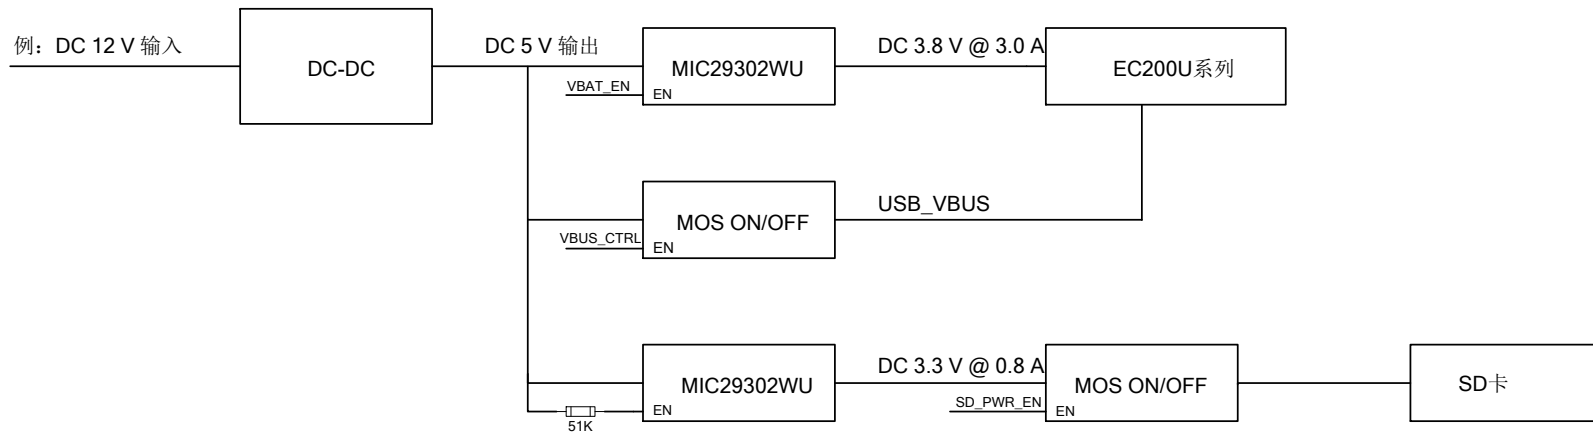 例：DC 12 V 输入
DC-DC
DC 5 V 输出
MIC29302WU
VBAT_EN
EN
DC 3.8 V @ 3.0 A
EC200U系列
MOS ON/OFF
VBUS_CTRL
EN
USB_VBUS
MIC29302WU
EN
51K
DC 3.3 V @ 0.8 A
MOS ON/OFF
SD_PWR_EN
EN
SD卡